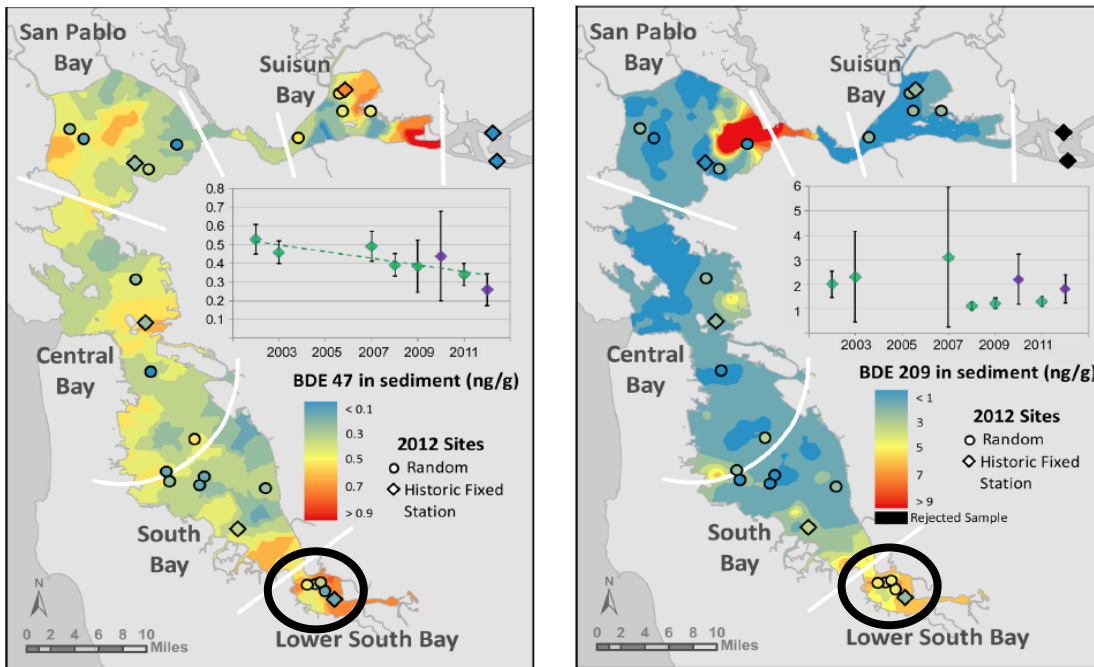 San Pablo
Bay
Suisun
Bay
0.8
0.7
0.6
0.5
0.4
0.3
0.2
0.1
2003
2005
2007
2009
2011
Central
Bay
BDE 47 in sediment (ng/g)
< 0.1
0.3
0.5
0.7
> 0.9
2012 Sites
Random
Historic Fixed
Station
South
Bay
Lower South Bay
N
0 2 4 6 8 10
Miles
San Pablo
Bay
Suisun
Bay
6
5
4
3
2
1
2003
2005
2007
2009
2011
Central
Bay
BDE 209 in sediment (ng/g)
< 1
3
5
7
> 9
2012 Sites
Random
Historic Fixed
Station
Rejected Sample
South
Bay
Lower South Bay
N
0 2 4 6 8 10
Miles